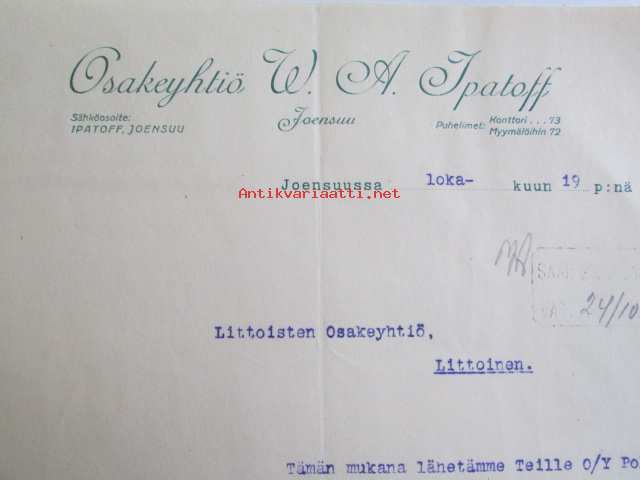 Osakeyhtiö W. A. Ipatoff
Sähköosoite:
IPATOFF, JOENSUU
Joensuu
Puhelimet: Konttori . . . 73
Myymälöihin 72
Joensuussa loka- kuun 19 p:nä
Antikvariaatti.net
24/10
Littoisten Osakeyhtiö,
Littoinen.
Tämän mukana lähetämme Teille O/Y Po